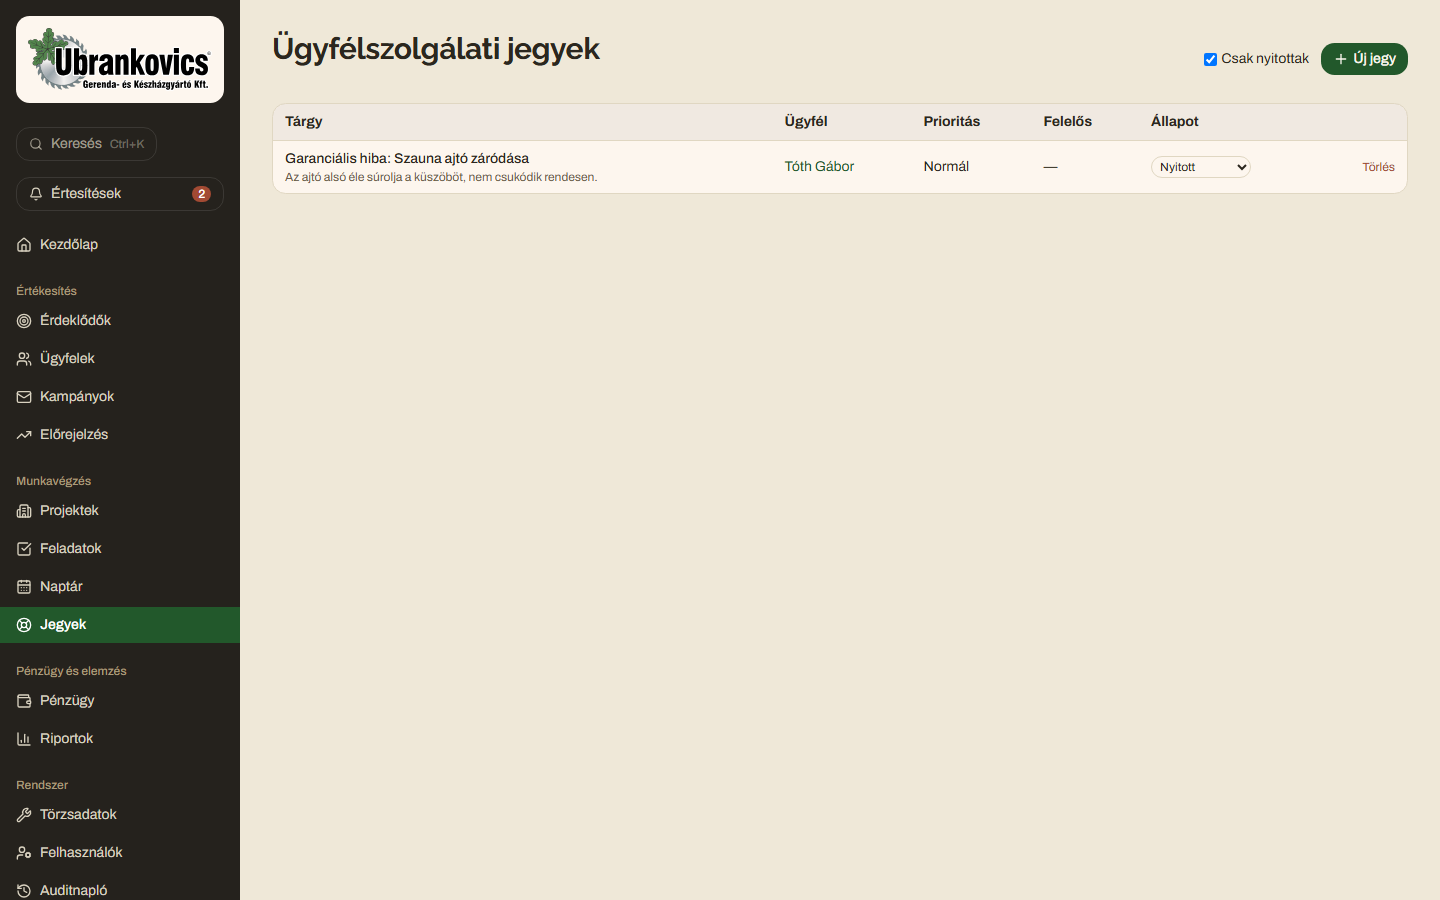 Ubrankovics
Gerenda- és Készházgyártó Kft.
Keresés Ctrl+K
Értesítések 2
Kezdőlap
Értékesítés
Érdeklődők
Ügyfelek
Kampányok
Előrejelzés
Munkavégzés
Projektek
Feladatok
Naptár
Jegyek
Pénzügy és elemzés
Pénzügy
Riportok
Rendszer
Törzsadatok
Felhasználók
Auditnapló
Ügyfélszolgálati jegyek
Csak nyitottak
+ Új jegy
Tárgy Ügyfél Prioritás Felelős Állapot
Garanciális hiba: Szauna ajtó záródása Tóth Gábor Normál — Nyitott Törlés
Az ajtó alsó éle súrolja a küszöböt, nem csukódik rendesen.